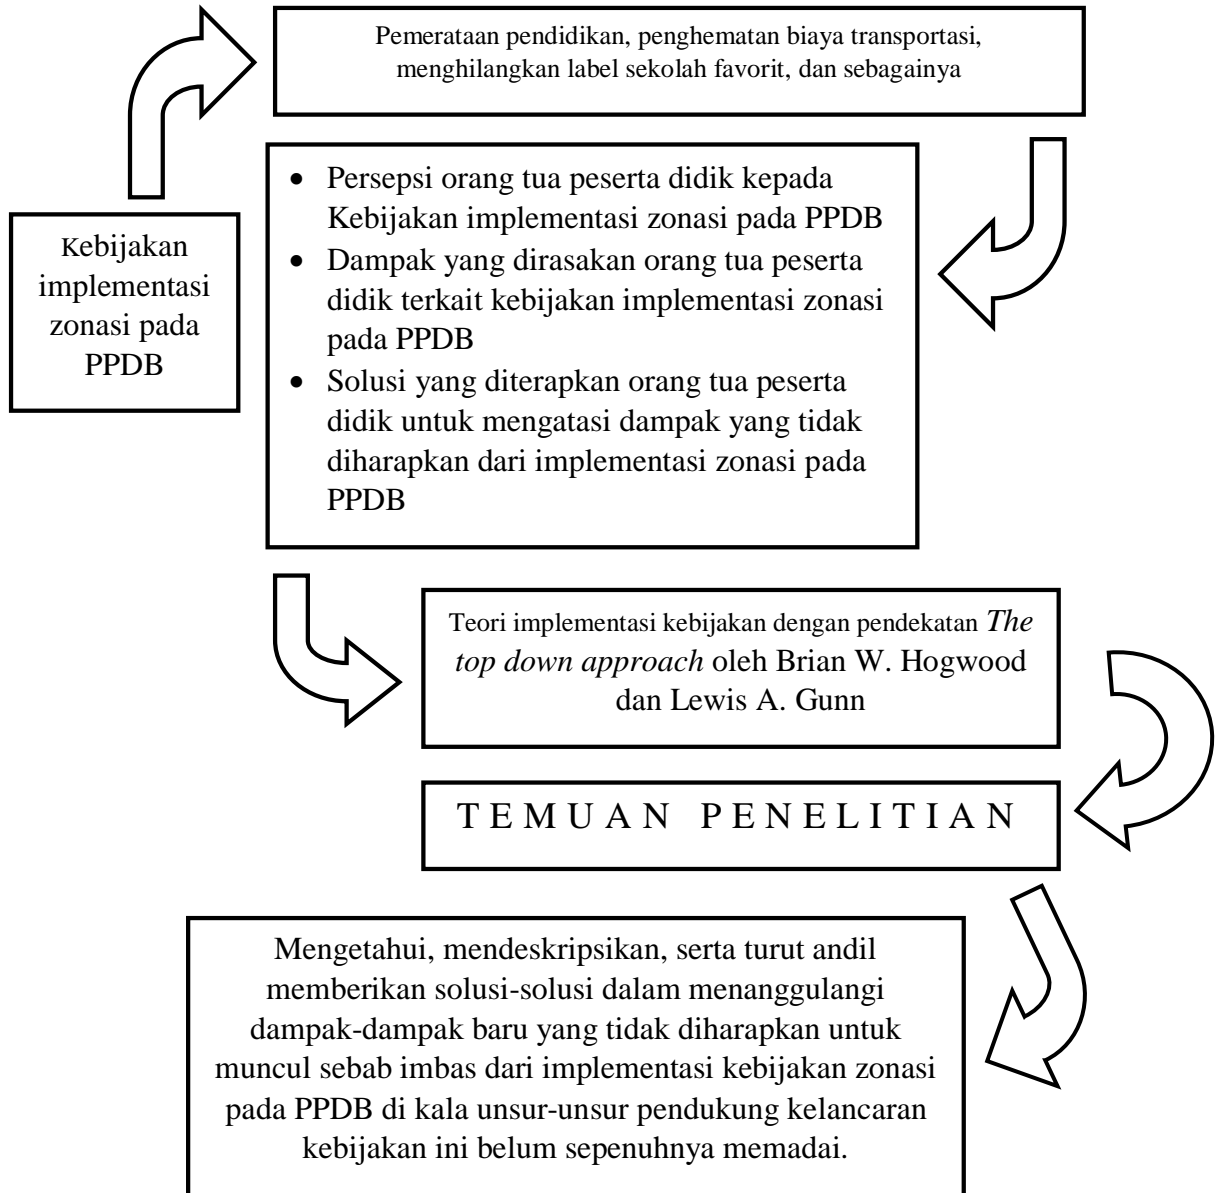 Pemerataan pendidikan, penghematan biaya transportasi,
menghilangkan label sekolah favorit, dan sebagainya
Kebijakan
implementasi
zonasi pada
PPDB
• Persepsi orang tua peserta didik kepada
Kebijakan implementasi zonasi pada PPDB
• Dampak yang dirasakan orang tua peserta
didik terkait kebijakan implementasi zonasi
pada PPDB
• Solusi yang diterapkan orang tua peserta
didik untuk mengatasi dampak yang tidak
diharapkan dari implementasi zonasi pada
PPDB
Teori implementasi kebijakan dengan pendekatan The
top down approach oleh Brian W. Hogwood
dan Lewis A. Gunn
TEMUAN PENELITIAN
Mengetahui, mendeskripsikan, serta turut andil
memberikan solusi-solusi dalam menanggulangi
dampak-dampak baru yang tidak diharapkan untuk
muncul sebab imbas dari implementasi kebijakan zonasi
pada PPDB di kala unsur-unsur pendukung kelancaran
kebijakan ini belum sepenuhnya memadai.